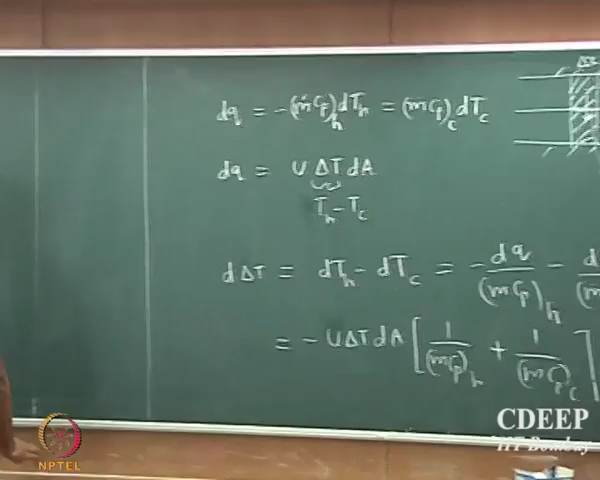 dq = -(ṁCp)h dTh = (ṁCp)c dTc
dq = U ΔT dA
Th - Tc
dΔT = dTh - dTc = - dq/(ṁCp)h - d/(ṁ
= - UΔT dA [ 1/(ṁCp)h + 1/(ṁCp)c ]
CDEEP
IIT Bombay
NPTEL